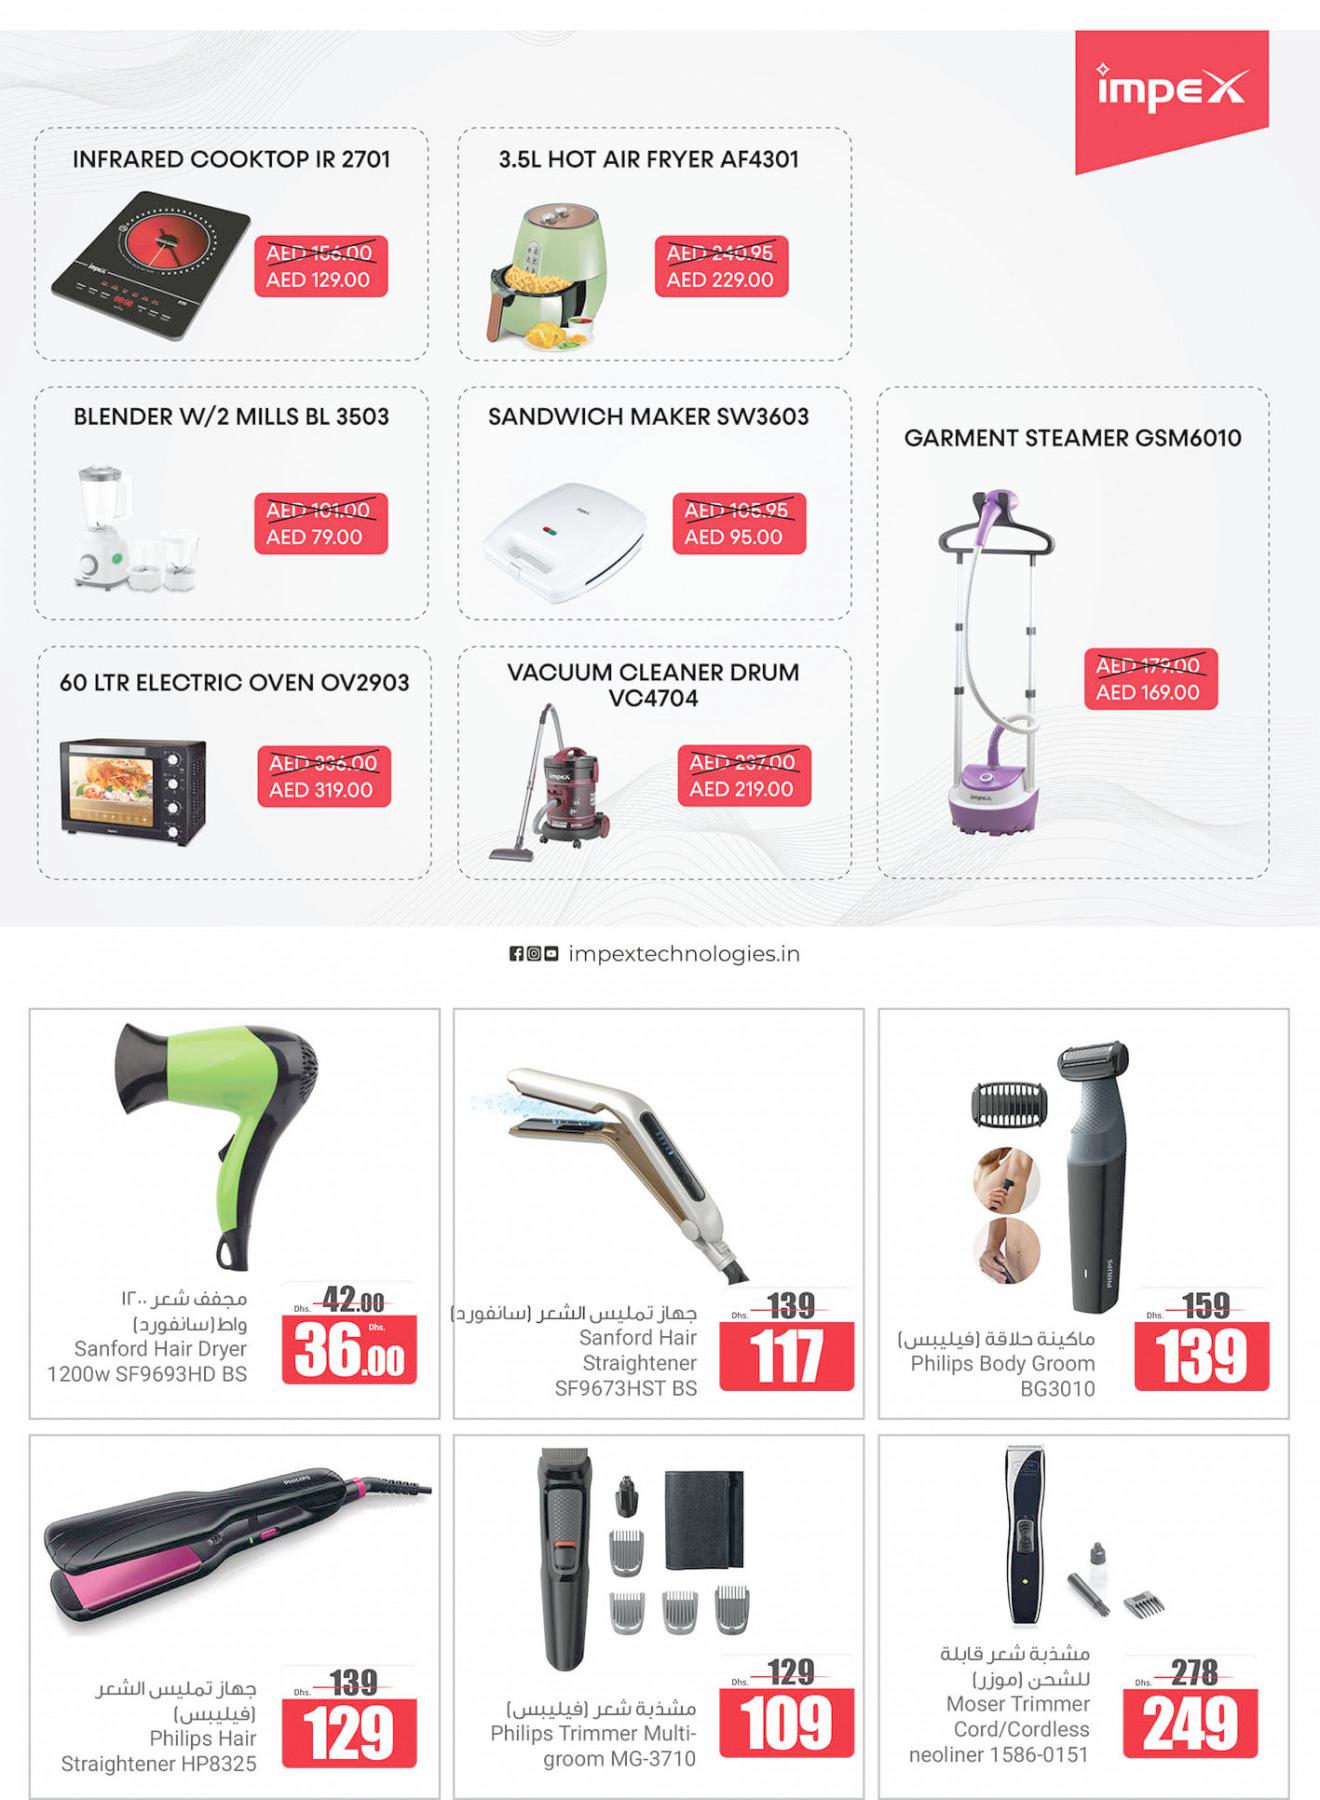 impex
INFRARED COOKTOP IR 2701
AED 156.00
AED 129.00
3.5L HOT AIR FRYER AF4301
AED 240.95
AED 229.00
BLENDER W/2 MILLS BL 3503
AED 101.00
AED 79.00
SANDWICH MAKER SW3603
AED 105.95
AED 95.00
GARMENT STEAMER GSM6010
AED 179.00
AED 169.00
impex
60 LTR ELECTRIC OVEN OV2903
AED 336.00
AED 319.00
VACUUM CLEANER DRUM
VC4704
impex
AED 237.00
AED 219.00
impextechnologies.in
مجفف شعر ١٢٠٠
واط(سانفورد)
Sanford Hair Dryer
1200w SF9693HD BS
Dhs. 42.00
Dhs.
36.00
جهاز تمليس الشعر (سانفورد)
Sanford Hair
Straightener
SF9673HST BS
Dhs. 139
117
PHILIPS
ماكينة حلاقة (فيليبس)
Philips Body Groom
BG3010
Dhs. 159
139
PHILIPS
جهاز تمليس الشعر
(فيليبس)
Philips Hair
Straightener HP8325
Dhs. 139
129
مشذبة شعر (فيليبس)
Philips Trimmer Multi-
groom MG-3710
Dhs. 129
109
مشذبة شعر قابلة
للشحن (موزر)
Moser Trimmer
Cord/Cordless
neoliner 1586-0151
Dhs. 278
249